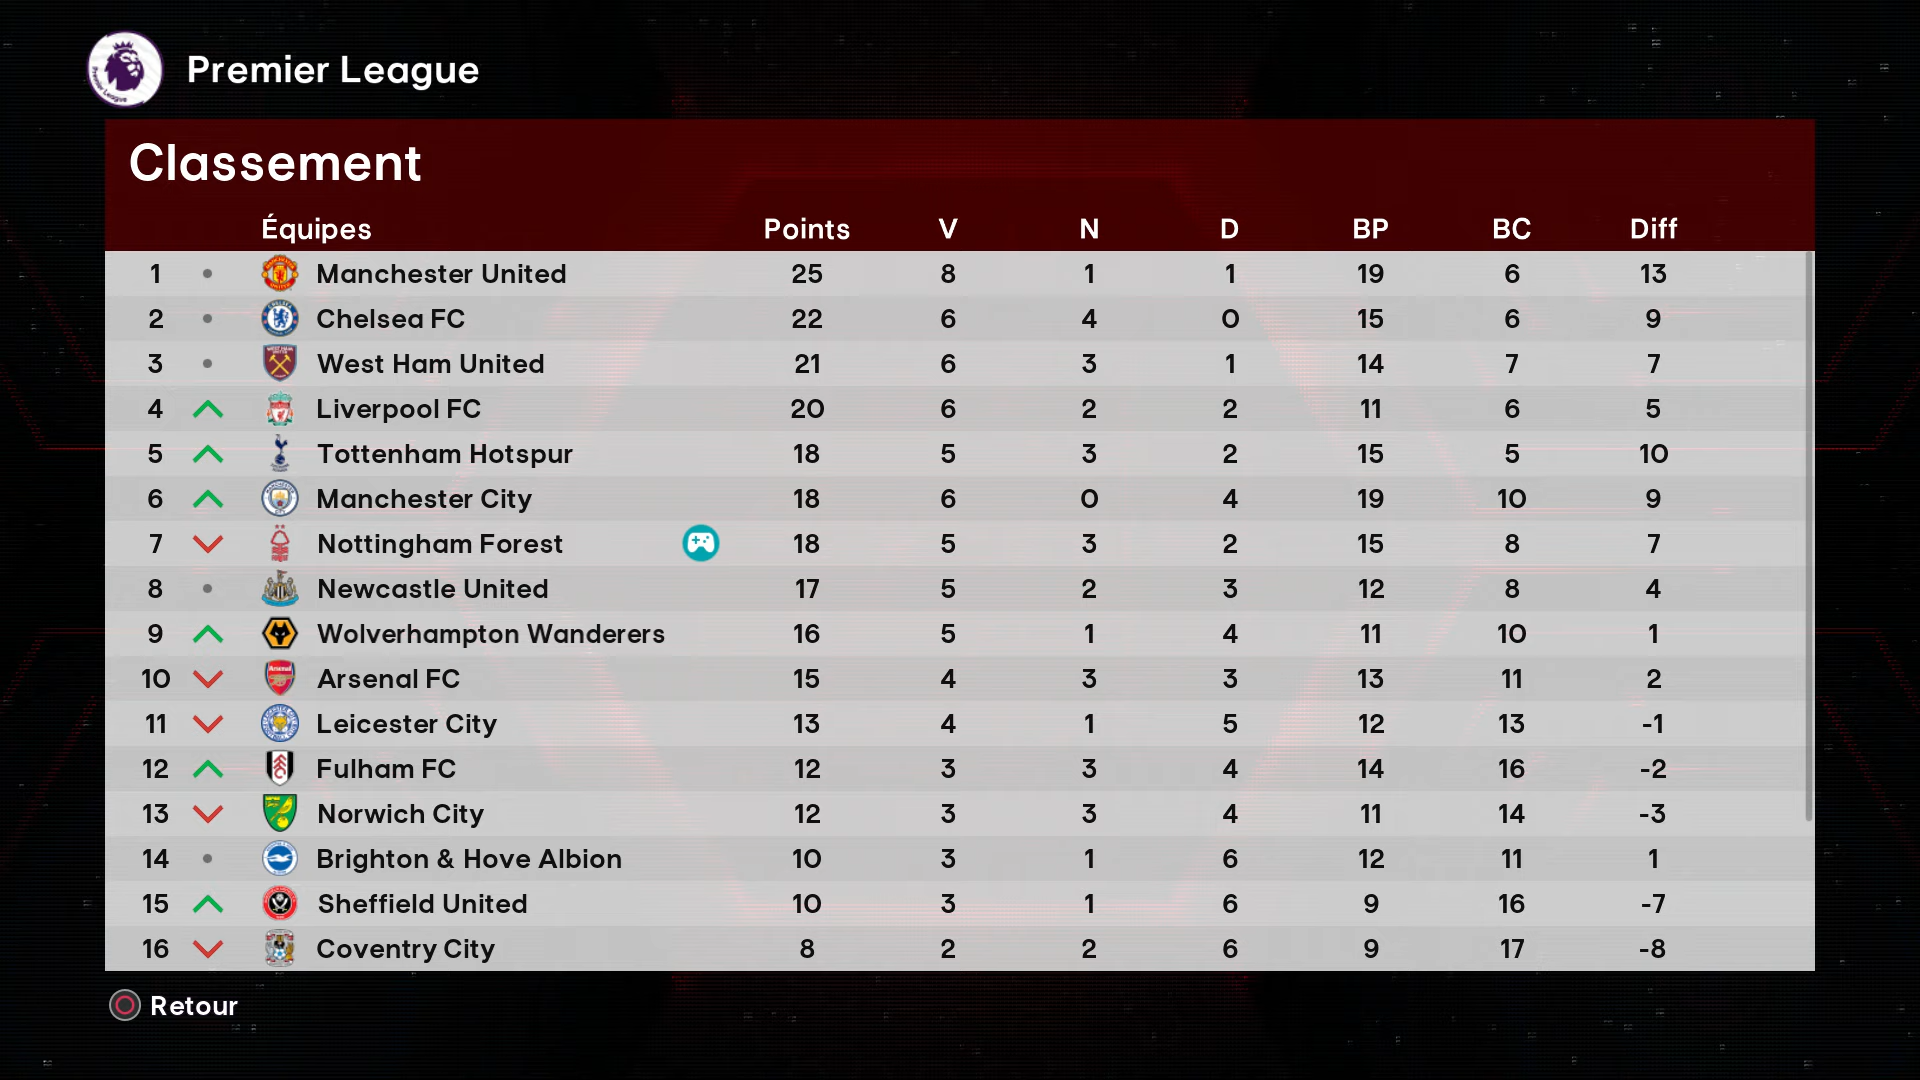 Premier League
Classement
Équipes Points V N D BP BC Diff
1 Manchester United 25 8 1 1 19 6 13
2 Chelsea FC 22 6 4 0 15 6 9
3 West Ham United 21 6 3 1 14 7 7
4 Liverpool FC 20 6 2 2 11 6 5
5 Tottenham Hotspur 18 5 3 2 15 5 10
6 Manchester City 18 6 0 4 19 10 9
7 Nottingham Forest 18 5 3 2 15 8 7
8 Newcastle United 17 5 2 3 12 8 4
9 Wolverhampton Wanderers 16 5 1 4 11 10 1
10 Arsenal FC 15 4 3 3 13 11 2
11 Leicester City 13 4 1 5 12 13 -1
12 Fulham FC 12 3 3 4 14 16 -2
13 Norwich City 12 3 3 4 11 14 -3
14 Brighton & Hove Albion 10 3 1 6 12 11 1
15 Sheffield United 10 3 1 6 9 16 -7
16 Coventry City 8 2 2 6 9 17 -8
Retour